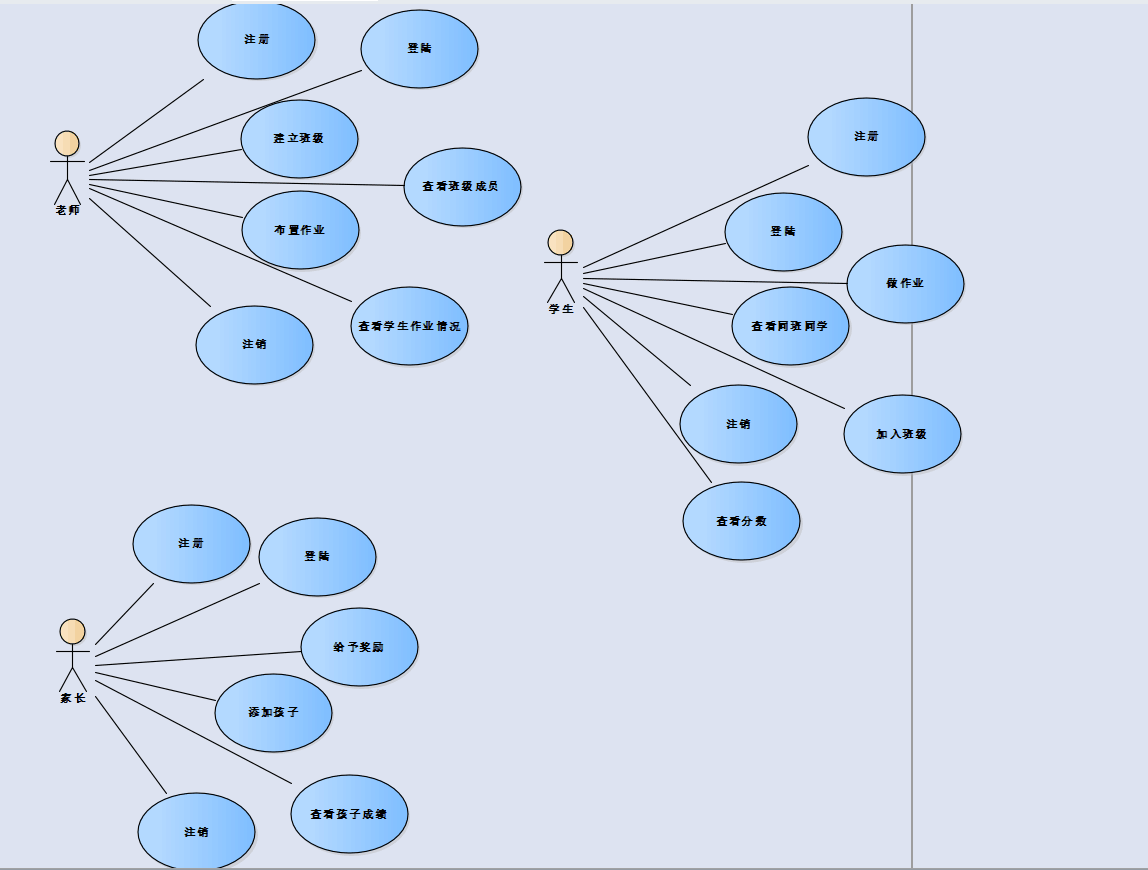 注册
登陆
建立班级
查看班级成员
老师
布置作业
查看学生作业情况
注销
注册
登陆
做作业
学生
查看同班同学
注销
加入班级
查看分数
注册
登陆
给予奖励
家长
添加孩子
查看孩子成绩
注销